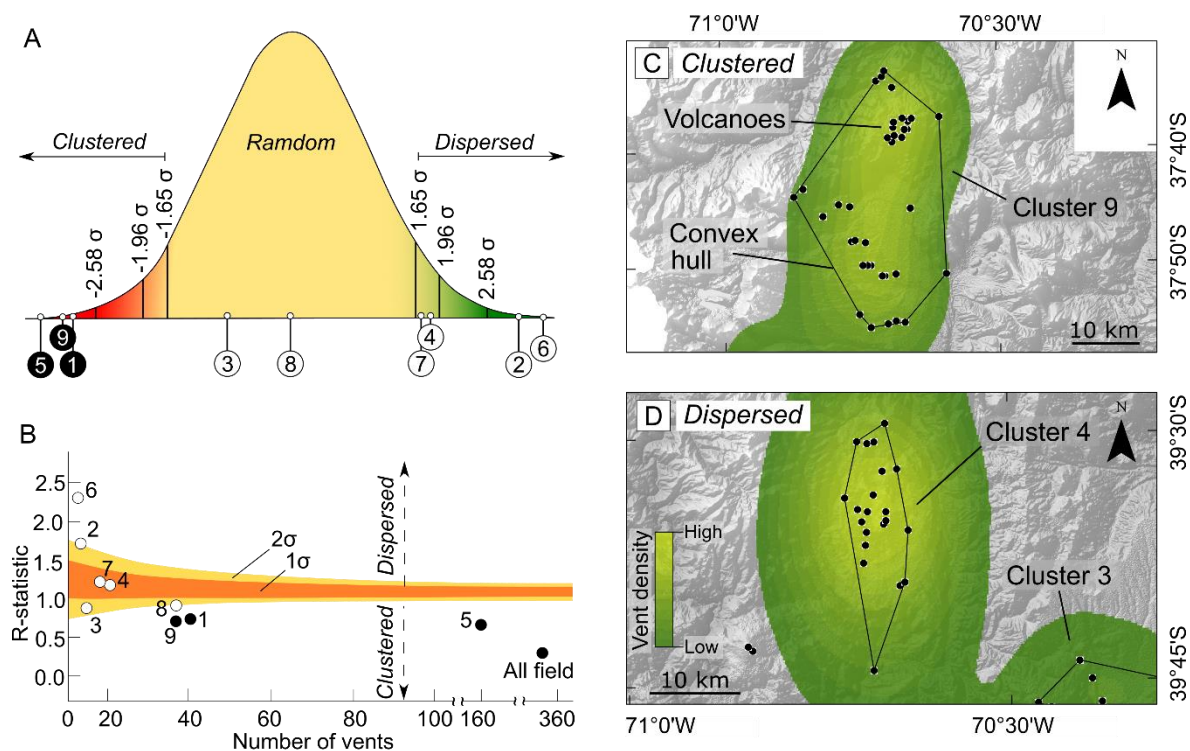 A
Clustered
Ramdom
Dispersed
-2.58 σ
-1.96 σ
-1.65 σ
1.65 σ
1.96 σ
2.58 σ
5
9
1
3
8
7
4
2
6
B
R-statistic
2.5
2.0
1.5
1.0
0.5
0.0
6
2
7
4
3
8
9
1
2σ
1σ
Dispersed
Clustered
5
All field
0
20
40
60
80
100
160
360
Number of vents
71°0'W
70°30'W
C Clustered
N
Volcanoes
Cluster 9
Convex
hull
10 km
37°40'S
37°50'S
D Dispersed
N
Cluster 4
Cluster 3
Vent density
High
Low
10 km
39°30'S
39°45'S
71°0'W
70°30'W